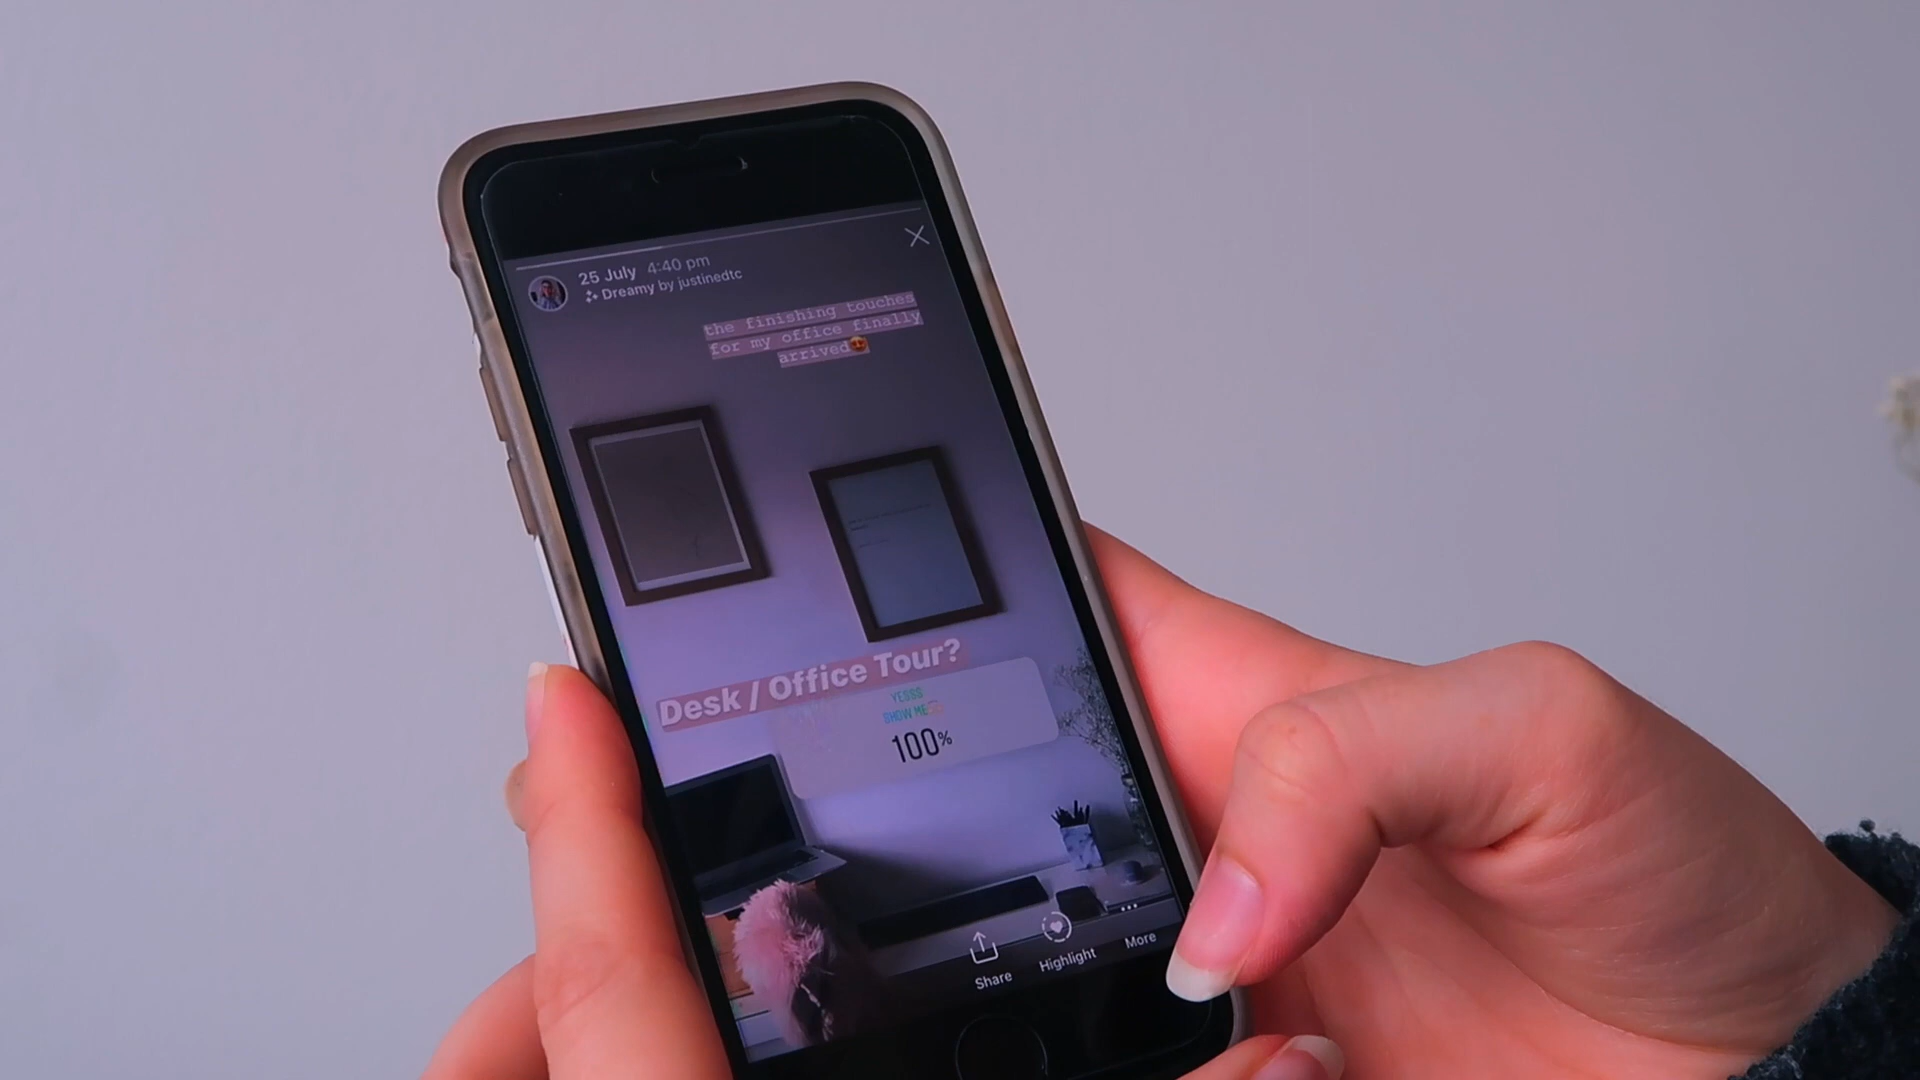 25 July 4:40 pm
Dreamy by justinedtc
the finishing touches
for my office finally
arrived😍
Desk / Office Tour?
YESSS
SHOW ME
100%
Share
Highlight
More